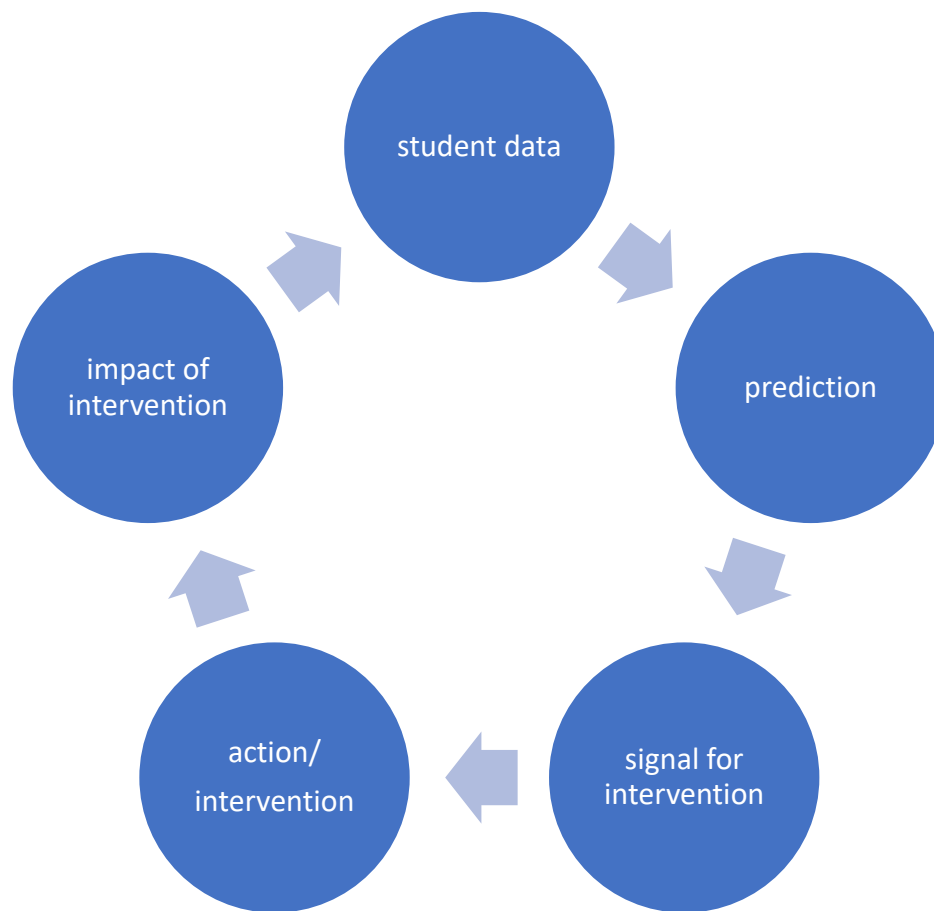 student data
prediction
signal for
intervention
action/
intervention
impact of
intervention